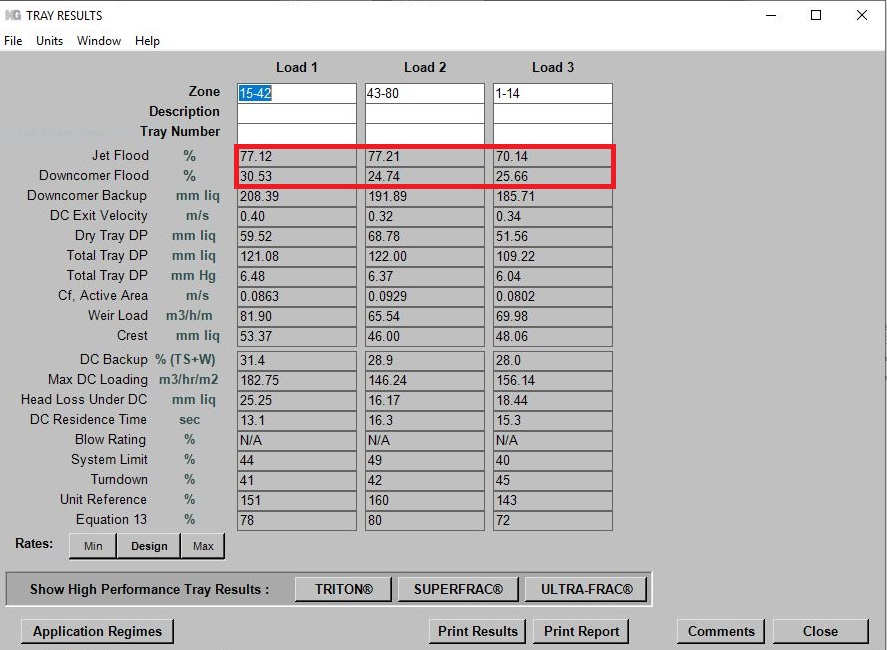 KG TRAY RESULTS
File Units Window Help
Load 1 Load 2 Load 3
Zone 15-42 43-80 1-14
Description
Tray Number
Jet Flood % 77.12 77.21 70.14
Downcomer Flood % 30.53 24.74 25.66
Downcomer Backup mm liq 208.39 191.89 185.71
DC Exit Velocity m/s 0.40 0.32 0.34
Dry Tray DP mm liq 59.52 68.78 51.56
Total Tray DP mm liq 121.08 122.00 109.22
Total Tray DP mm Hg 6.48 6.37 6.04
Cf, Active Area m/s 0.0863 0.0929 0.0802
Weir Load m3/h/m 81.90 65.54 69.98
Crest mm liq 53.37 46.00 48.06
DC Backup % (TS+W) 31.4 28.9 28.0
Max DC Loading m3/hr/m2 182.75 146.24 156.14
Head Loss Under DC mm liq 25.25 16.17 18.44
DC Residence Time sec 13.1 16.3 15.3
Blow Rating % N/A N/A N/A
System Limit % 44 49 40
Turndown % 41 42 45
Unit Reference % 151 160 143
Equation 13 % 78 80 72
Rates: Min Design Max
Show High Performance Tray Results : TRITON® SUPERFRAC® ULTRA-FRAC®
Application Regimes Print Results Print Report Comments Close